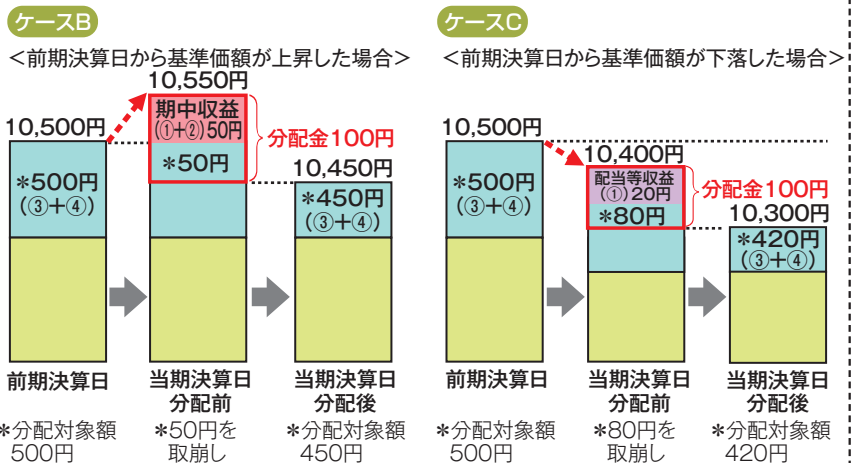 ケースB
<前期決算日から基準価額が上昇した場合>
10,550円
期中収益
(①+②)50円
10,500円
分配金100円
*50円
10,450円
*500円
(③+④)
*450円
(③+④)
前期決算日
当期決算日
分配前
当期決算日
分配後
*分配対象額
500円
*50円を
取崩し
*分配対象額
450円
ケースC
<前期決算日から基準価額が下落した場合>
10,500円
10,400円
*500円
(③+④)
配当等収益
(①)20円
分配金100円
*80円
10,300円
*420円
(③+④)
前期決算日
当期決算日
分配前
当期決算日
分配後
*分配対象額
500円
*80円を
取崩し
*分配対象額
420円